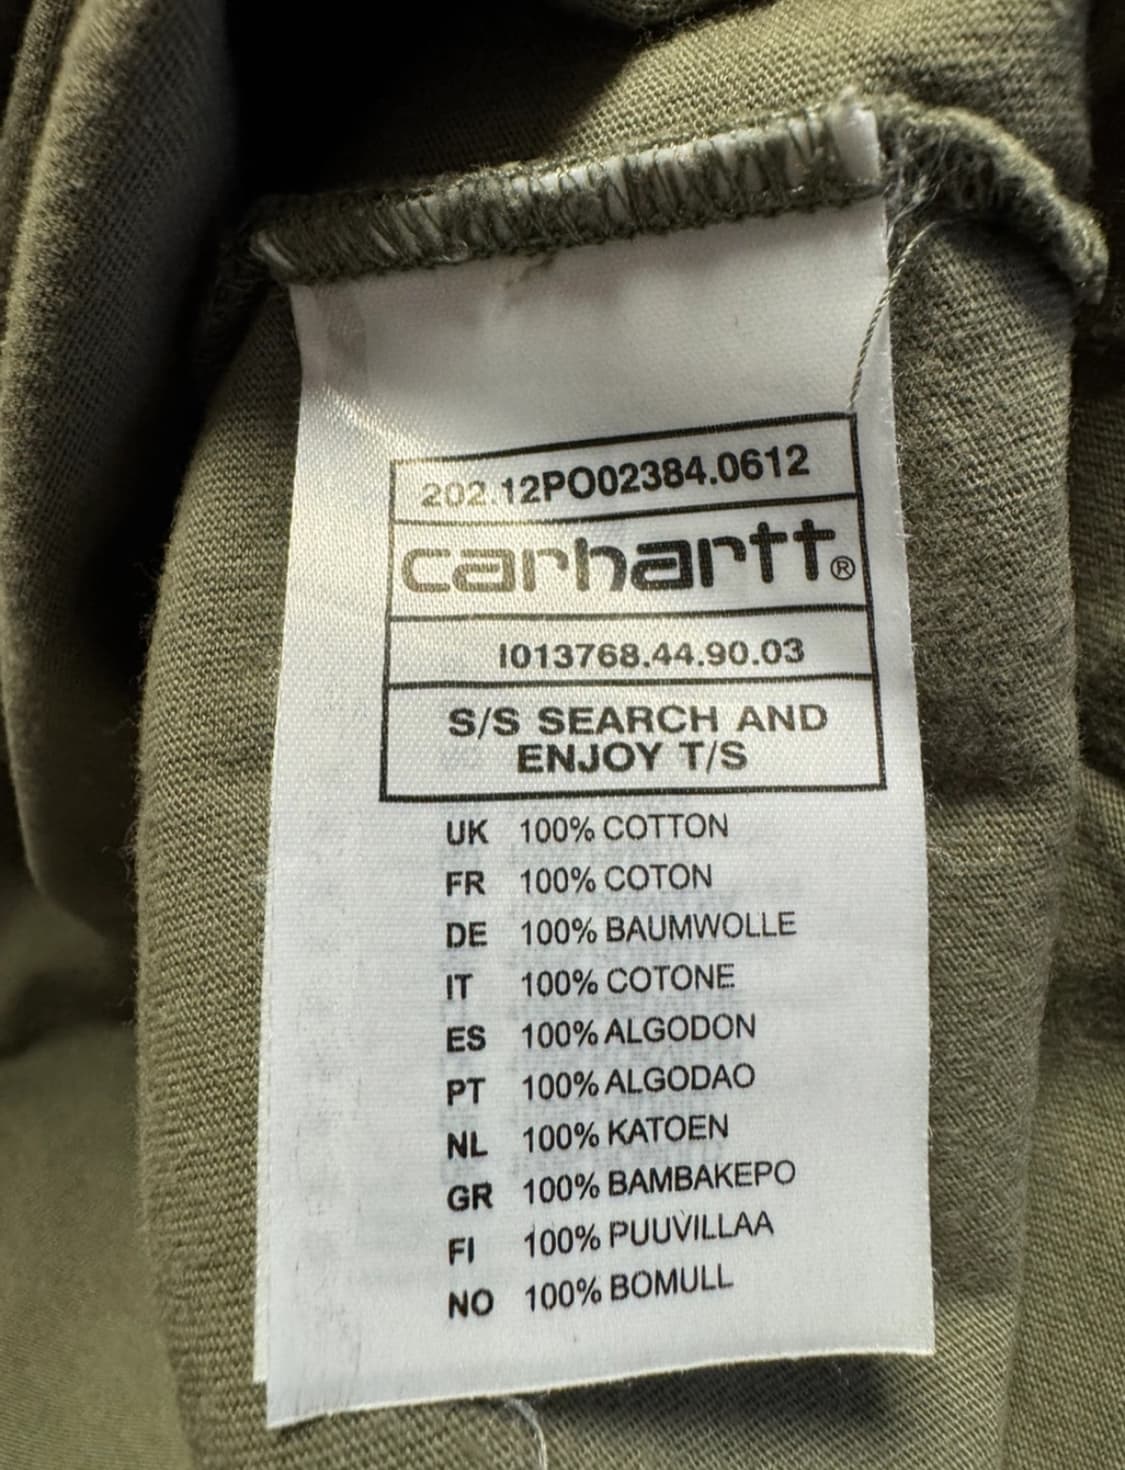 202.12PO02384.0612
carhartt®
I013768.44.90.03
S/S SEARCH AND
ENJOY T/S
UK 100% COTTON
FR 100% COTON
DE 100% BAUMWOLLE
IT 100% COTONE
ES 100% ALGODON
PT 100% ALGODAO
NL 100% KATOEN
GR 100% BAMBAKEPO
FI 100% PUUVILLAA
NO 100% BOMULL